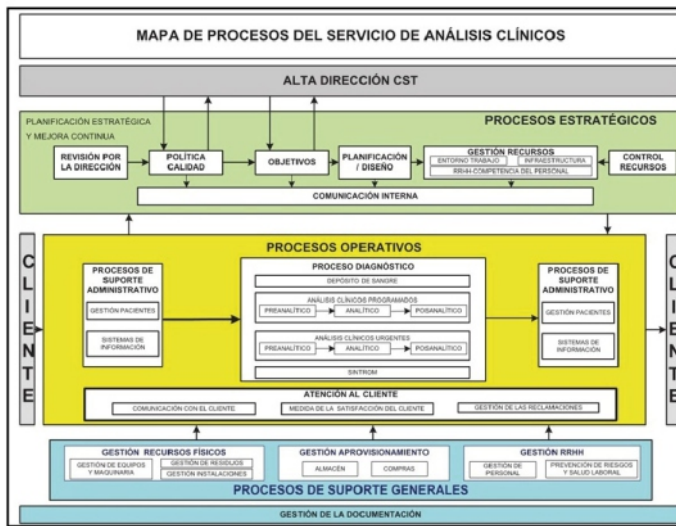 MAPA DE PROCESOS DEL SERVICIO DE ANÁLISIS CLÍNICOS
ALTA DIRECCIÓN CST
PLANIFICACIÓN ESTRATÉGICA
Y MEJORA CONTINUA
PROCESOS ESTRATÉGICOS
REVISIÓN POR
LA DIRECCIÓN
POLÍTICA
CALIDAD
OBJETIVOS
PLANIFICACIÓN
/ DISEÑO
GESTIÓN RECURSOS
ENTORNO TRABAJO
INFRAESTRUCTURA
RRHH-COMPETENCIA DEL PERSONAL
CONTROL
RECURSOS
COMUNICACIÓN INTERNA
CLIENTE
PROCESOS OPERATIVOS
PROCESOS DE
SUPORTE
ADMINISTRATIVO
GESTIÓN PACIENTES
SISTEMAS DE
INFORMACIÓN
PROCESO DIAGNÓSTICO
DEPÓSITO DE SANGRE
ANÁLISIS CLÍNICOS PROGRAMADOS
PREANALÍTICO
ANALÍTICO
POSANALÍTICO
ANÁLISIS CLÍNICOS URGENTES
PREANALÍTICO
ANALÍTICO
POSANALÍTICO
SINTROM
PROCESOS DE
SUPORTE
ADMINISTRATIVO
GESTIÓN PACIENTES
SISTEMAS DE
INFORMACIÓN
CLIENTE
ATENCIÓN AL CLIENTE
COMUNICACIÓN CON EL CLIENTE
MEDIDA DE LA SATISFACCIÓN DEL CLIENTE
GESTIÓN DE LAS RECLAMACIONES
GESTIÓN RECURSOS FÍSICOS
GESTIÓN DE EQUIPOS
Y MAQUINARIA
GESTIÓN DE RESIDUOS
GESTIÓN INSTALACIONES
GESTIÓN APROVISIONAMIENTO
ALMACÉN
COMPRAS
GESTIÓN RRHH
GESTIÓN DE
PERSONAL
PREVENCIÓN DE RIESGOS
Y SALUD LABORAL
PROCESOS DE SUPORTE GENERALES
GESTIÓN DE LA DOCUMENTACIÓN